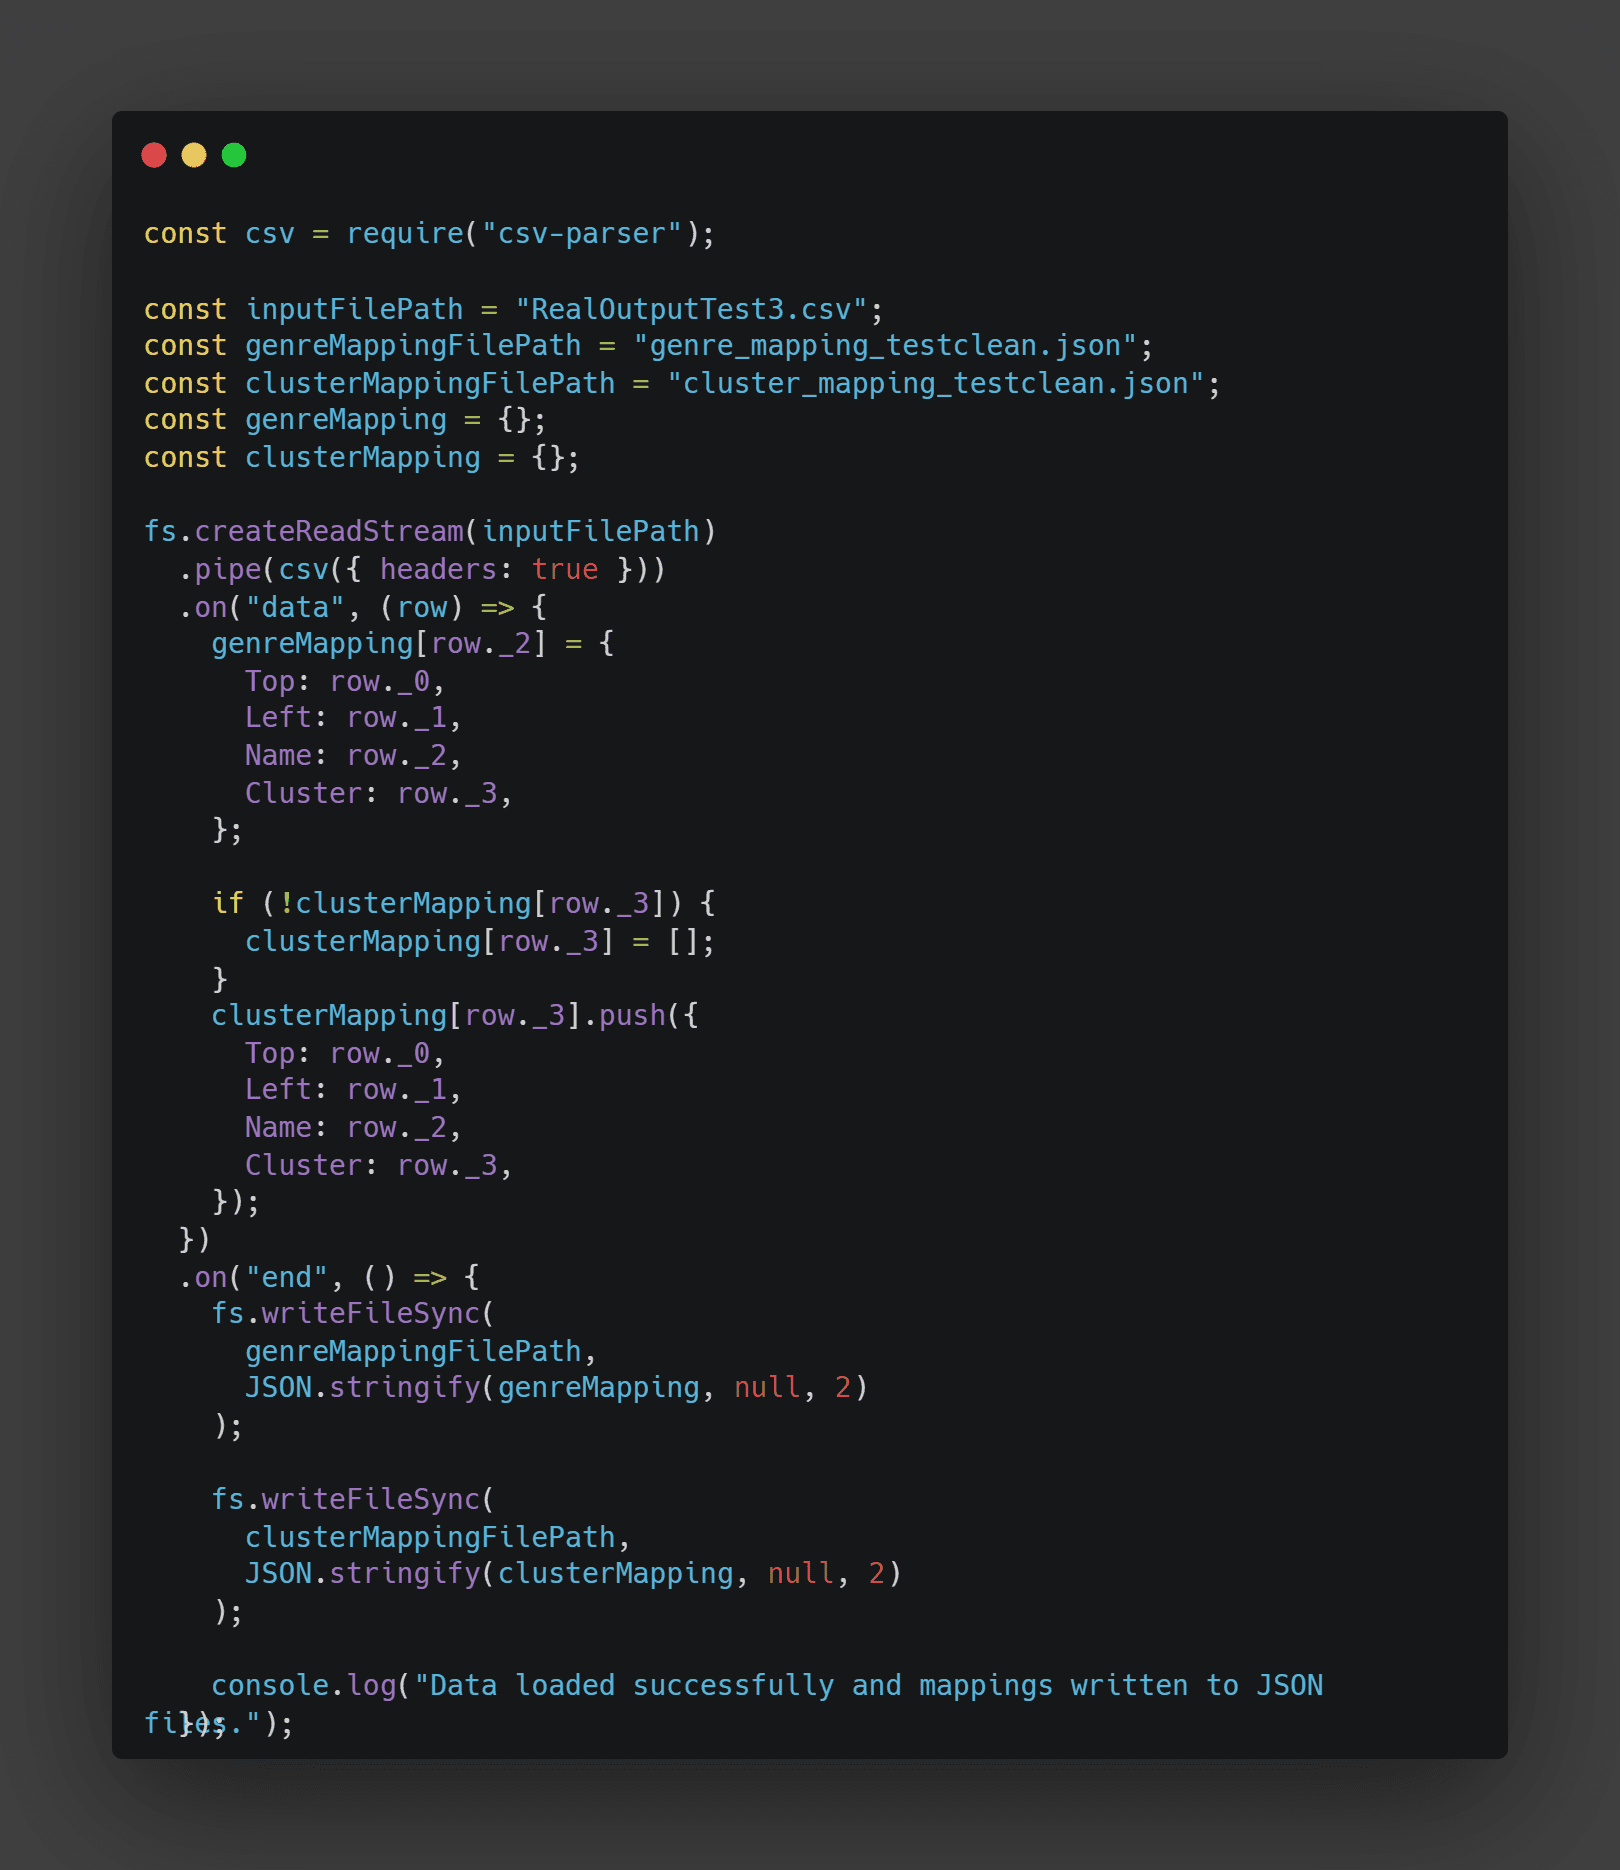 const csv = require("csv-parser");

const inputFilePath = "RealOutputTest3.csv";
const genreMappingFilePath = "genre_mapping_testclean.json";
const clusterMappingFilePath = "cluster_mapping_testclean.json";
const genreMapping = {};
const clusterMapping = {};

fs.createReadStream(inputFilePath)
  .pipe(csv({ headers: true }))
  .on("data", (row) => {
    genreMapping[row._2] = {
      Top: row._0,
      Left: row._1,
      Name: row._2,
      Cluster: row._3,
    };

    if (!clusterMapping[row._3]) {
      clusterMapping[row._3] = [];
    }
    clusterMapping[row._3].push({
      Top: row._0,
      Left: row._1,
      Name: row._2,
      Cluster: row._3,
    });
  })
  .on("end", () => {
    fs.writeFileSync(
      genreMappingFilePath,
      JSON.stringify(genreMapping, null, 2)
    );

    fs.writeFileSync(
      clusterMappingFilePath,
      JSON.stringify(clusterMapping, null, 2)
    );

    console.log("Data loaded successfully and mappings written to JSON
files.");
  });